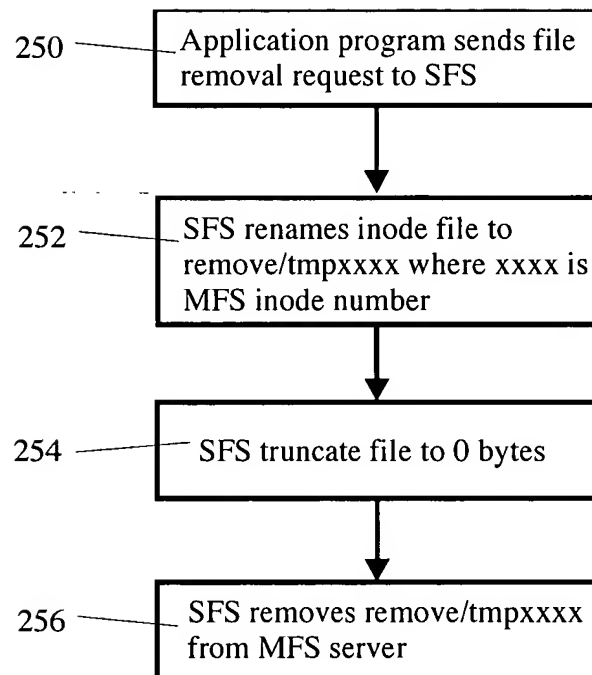 250
Application program sends file
removal request to SFS
252
SFS renames inode file to
remove/tmpxxxx where xxxx is
MFS inode number
254
SFS truncate file to 0 bytes
256
SFS removes remove/tmpxxxx
from MFS server